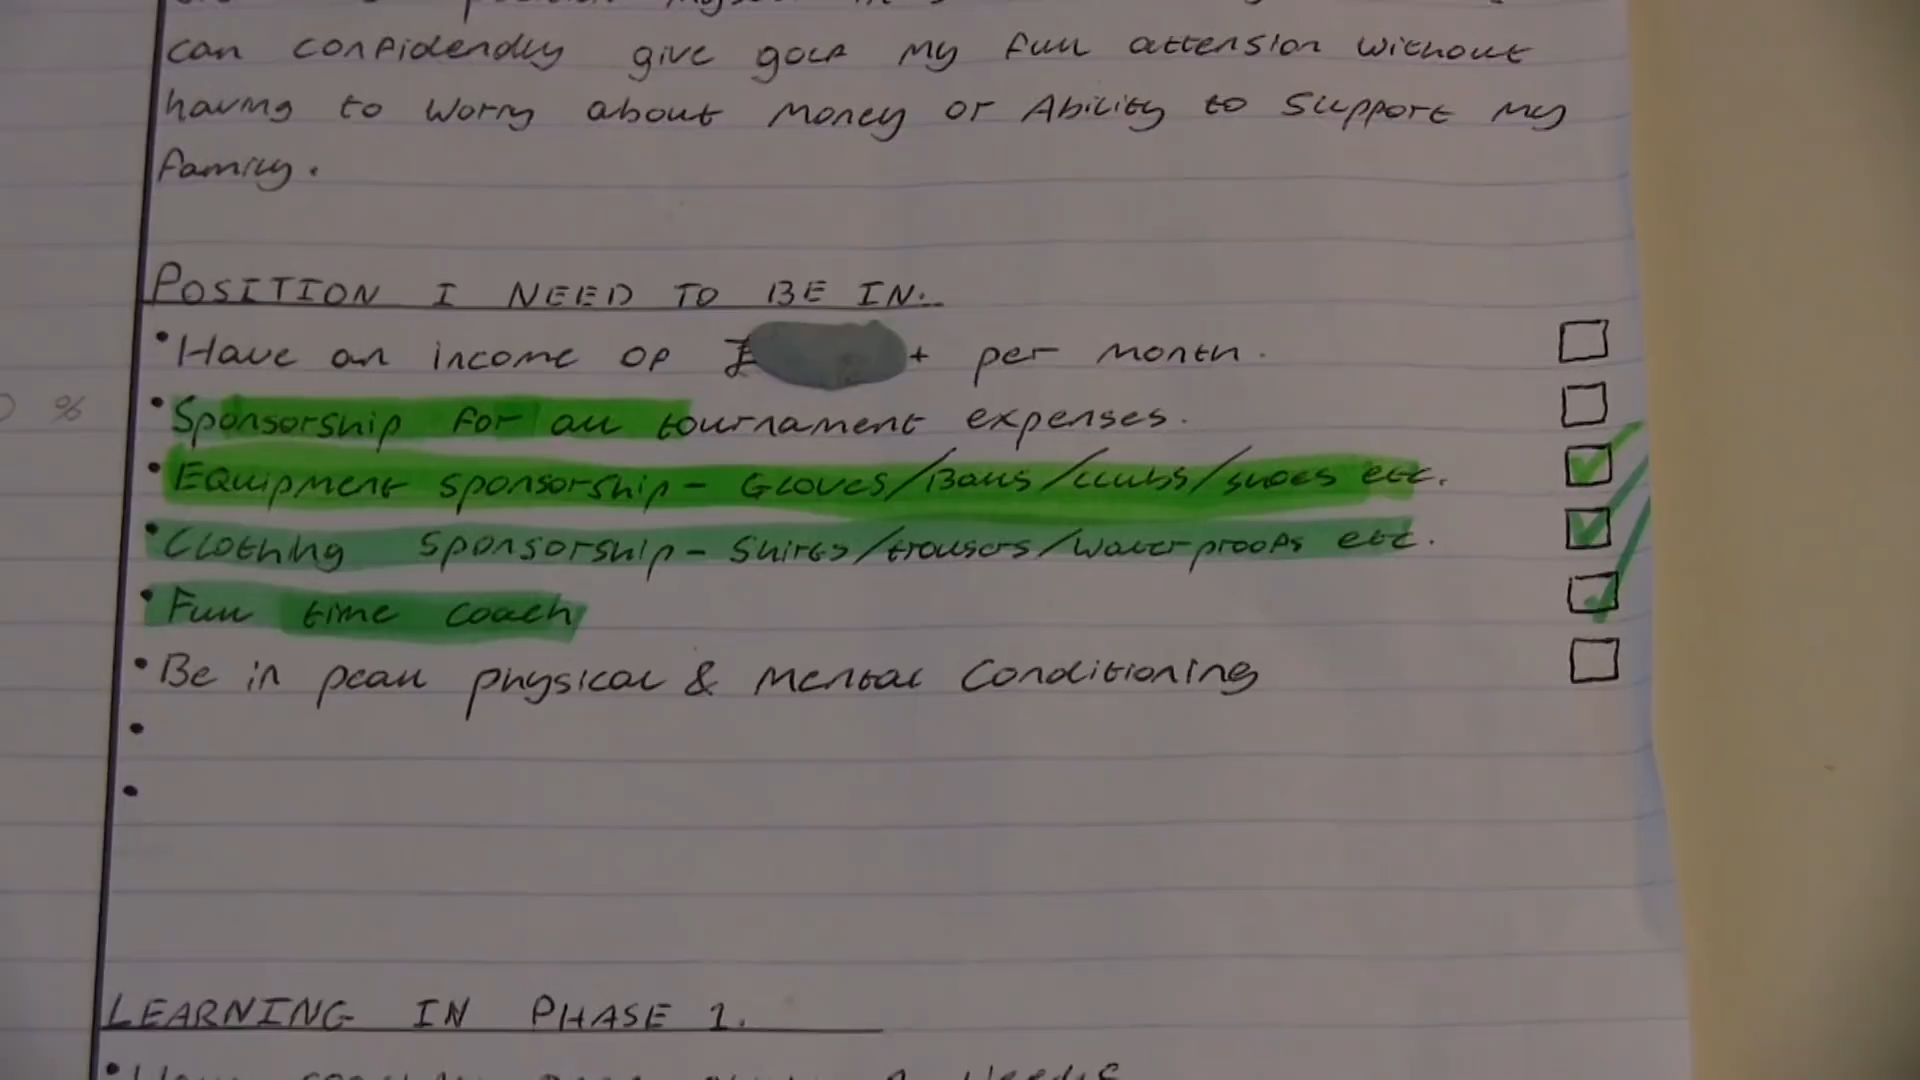 can confidendly give golf my full attension without
having to worry about money or Ability to support my
family.
POSITION I NEED TO BE IN..
• Have an income of £ + per month.
% • Sponsorship for all tournament expenses.
• Equipment sponsorship - Gloves/Balls/clubs/shoes etc.
• Clothing sponsorship - Shirts/trousers/waterproofs etc.
• Full time coach
• Be in peak physical & mental conditioning
•
•
LEARNING IN PHASE 1.